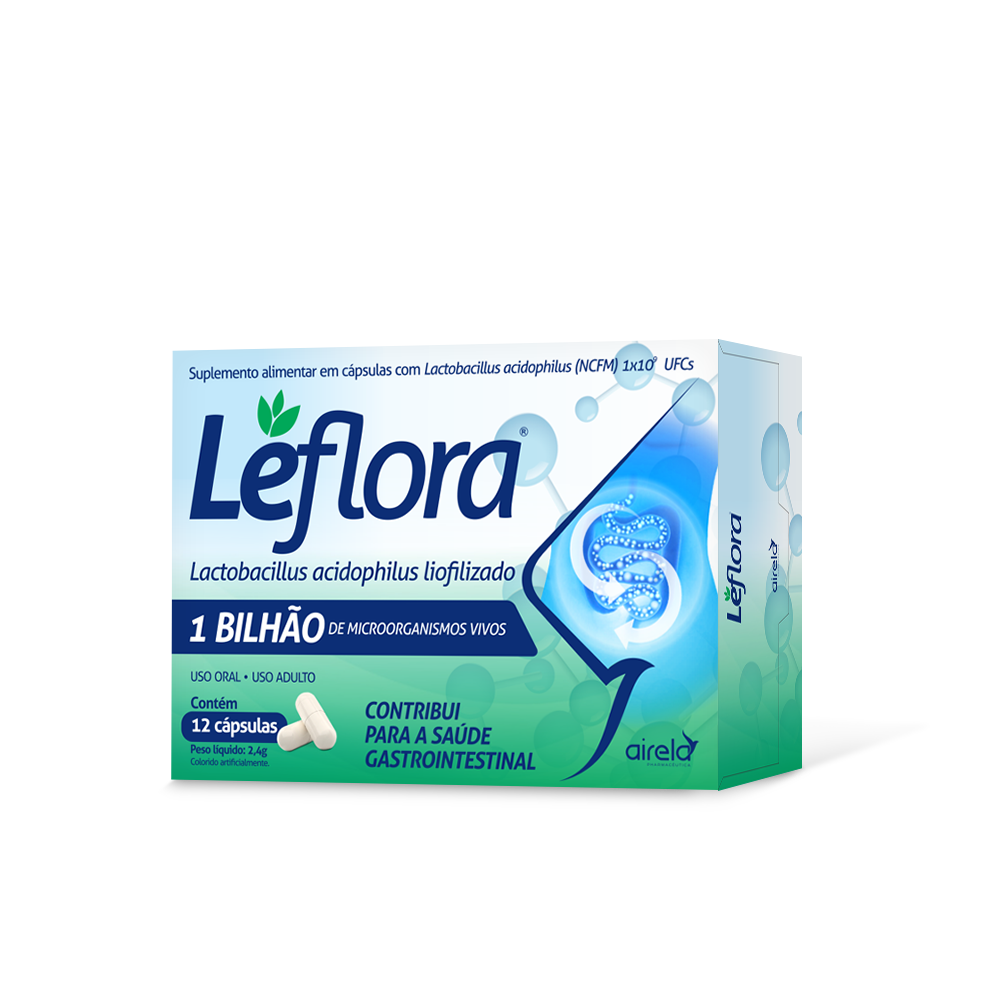 Suplemento alimentar em cápsulas com Lactobacillus acidophilus (NCFM) 1x10⁹ UFCs
Leflora®
Lactobacillus acidophilus liofilizado
1 BILHÃO DE MICROORGANISMOS VIVOS
USO ORAL • USO ADULTO
Contém
12 cápsulas
Peso líquido: 2,4g
Colorido artificialmente.
CONTRIBUI
PARA A SAÚDE
GASTROINTESTINAL
airela
PHARMACÊUTICA
Leflora
airela